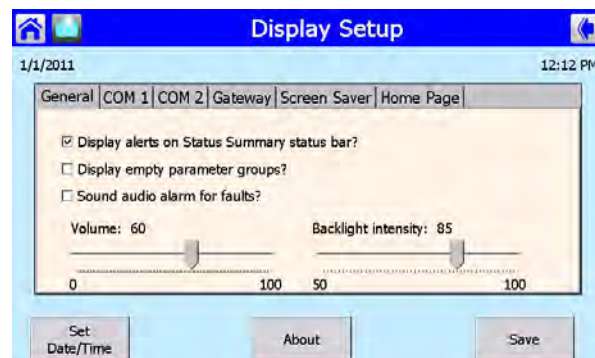 Display Setup
1/1/2011 12:12 PM
General COM 1 COM 2 Gateway Screen Saver Home Page
Display alerts on Status Summary status bar?
Display empty parameter groups?
Sound audio alarm for faults?
Volume: 60 Backlight intensity: 85
0 100 50 100
Set About Save
Date/Time